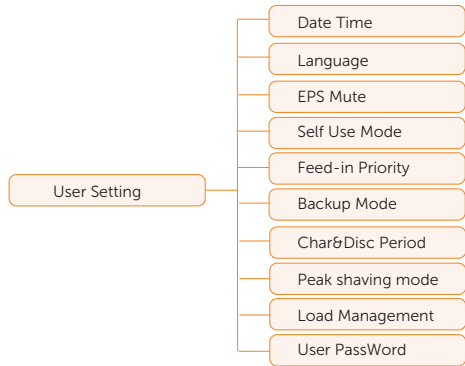 Date Time
Language
EPS Mute
Self Use Mode
Feed-in Priority
User Setting
Backup Mode
Char&Disc Period
Peak shaving mode
Load Management
User PassWord